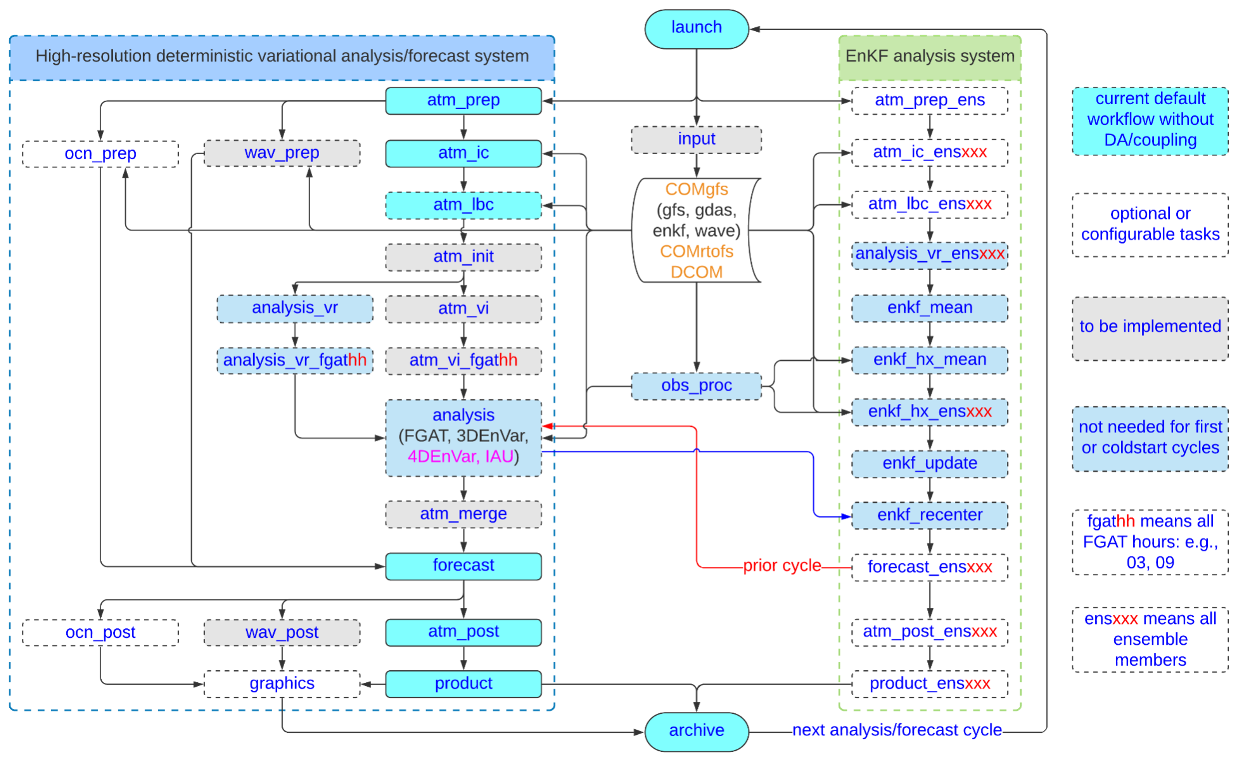 launch
High-resolution deterministic variational analysis/forecast system
EnKF analysis system
atm_prep
atm_prep_ens
current default
workflow without
DA/coupling
input
ocn_prep
wav_prep
atm_ic
atm_ic_ensxxx
COMgfs
(gfs, gdas,
enkf, wave)
COMrtofs
DCOM
atm_lbc
atm_lbc_ensxxx
optional or
configurable tasks
atm_init
analysis_vr_ensxxx
analysis_vr
atm_vi
enkf_mean
to be implemented
analysis_vr_fgathh
atm_vi_fgathh
enkf_hx_mean
obs_proc
analysis
(FGAT, 3DEnVar,
4DEnVar, IAU)
enkf_hx_ensxxx
not needed for first
or coldstart cycles
enkf_update
atm_merge
enkf_recenter
fgathh means all
FGAT hours: e.g.,
03, 09
forecast
prior cycle
forecast_ensxxx
ocn_post
wav_post
atm_post
atm_post_ensxxx
ensxxx means all
ensemble
members
graphics
product
product_ensxxx
archive
next analysis/forecast cycle